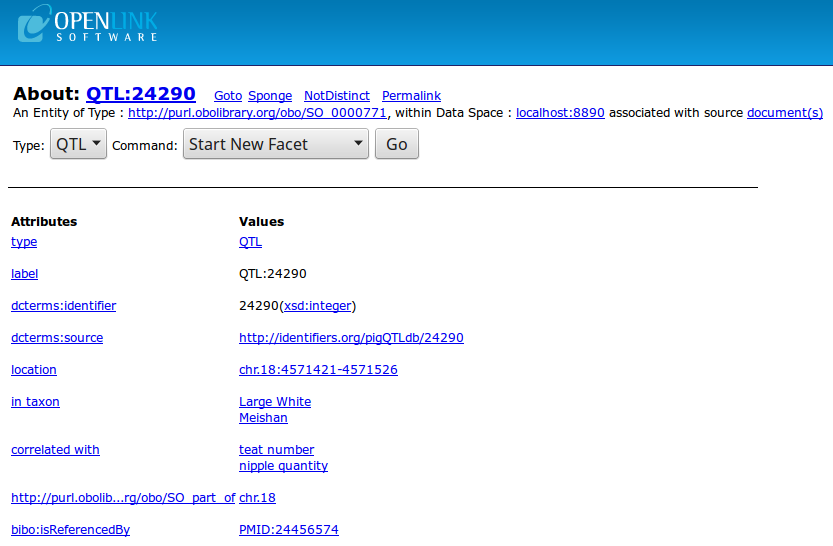 OPENLINK
SOFTWARE
About: QTL:24290 Goto Sponge NotDistinct Permalink
An Entity of Type : http://purl.obolibrary.org/obo/SO_0000771, within Data Space : localhost:8890 associated with source document(s)
Type: QTL Command: Start New Facet Go
Attributes Values
type QTL
label QTL:24290
dcterms:identifier 24290(xsd:integer)
dcterms:source http://identifiers.org/pigQTLdb/24290
location chr.18:4571421-4571526
in taxon Large White
Meishan
correlated with teat number
nipple quantity
http://purl.obolib...rg/obo/SO_part_of chr.18
bibo:isReferencedBy PMID:24456574